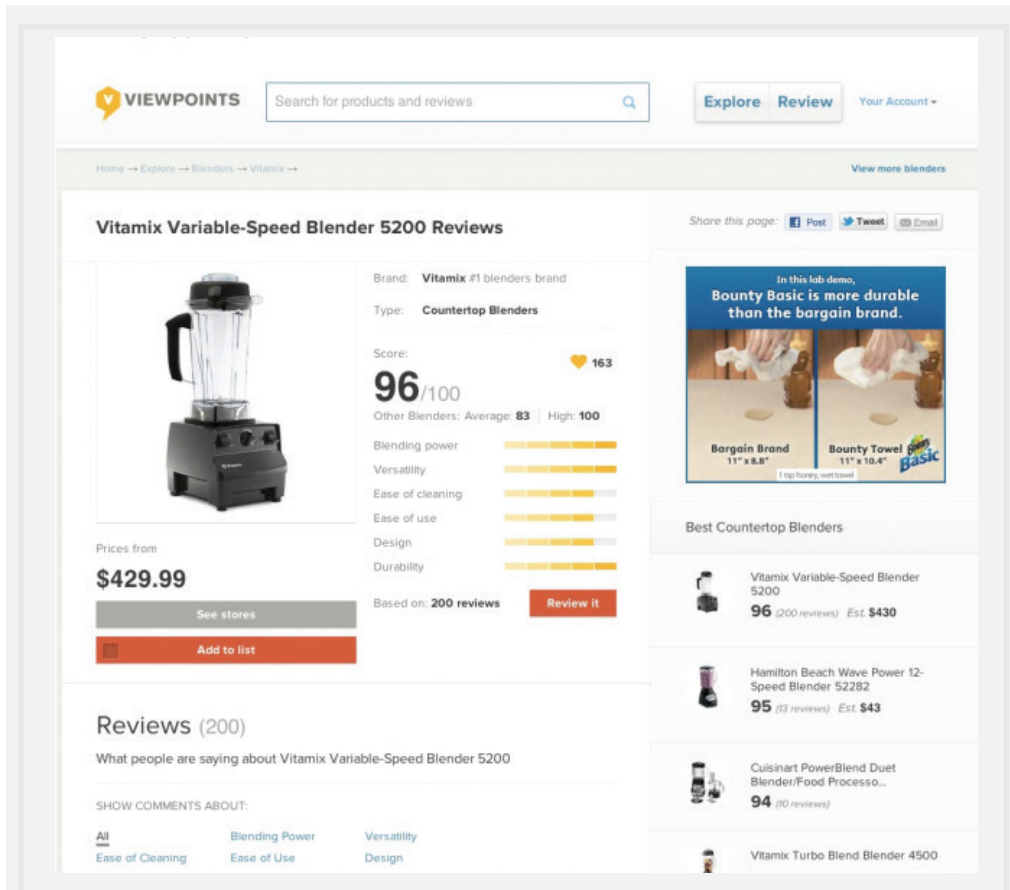 VIEWPOINTS
Search for products and reviews
Explore Review Your Account
Home → Explore → Blenders → Vitamix →
View more blenders
Vitamix Variable-Speed Blender 5200 Reviews
Brand: Vitamix #1 blenders brand
Type: Countertop Blenders
Score:
163
96/100
Other Blenders: Average: 83 | High: 100
Blending power
Versatility
Ease of cleaning
Ease of use
Design
Durability
Based on: 200 reviews
Review it
Prices from
$429.99
See stores
Add to list
Reviews (200)
What people are saying about Vitamix Variable-Speed Blender 5200
SHOW COMMENTS ABOUT:
All Blending Power Versatility
Ease of Cleaning Ease of Use Design
Share this page: Post Tweet Email
In this lab demo,
Bounty Basic is more durable
than the bargain brand.
Bargain Brand
11" x 8.8"
Bounty Towel
11" x 10.4"
Bounty
Basic
1 tsp honey, wet towel
Best Countertop Blenders
Vitamix Variable-Speed Blender
5200
96 (200 reviews) Est. $430
Hamilton Beach Wave Power 12-
Speed Blender 52282
95 (13 reviews) Est. $43
Cuisinart PowerBlend Duet
Blender/Food Processo...
94 (10 reviews)
Vitamix Turbo Blend Blender 4500